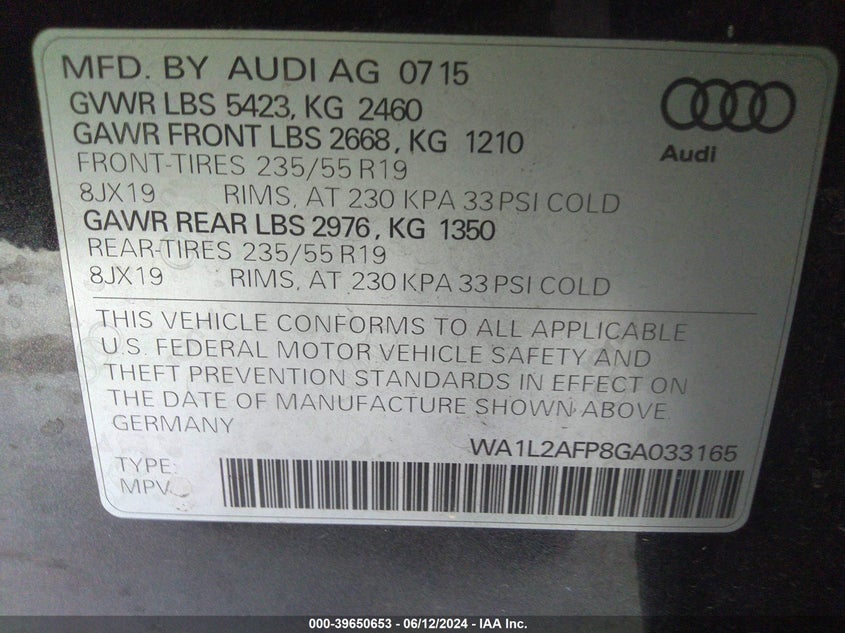 MFD. BY AUDI AG 07 15
GVWR LBS 5423, KG 2460
GAWR FRONT LBS 2668, KG 1210
FRONT-TIRES 235/55 R19
8JX19 RIMS, AT 230 KPA 33 PSI COLD
GAWR REAR LBS 2976, KG 1350
REAR-TIRES 235/55 R19
8JX19 RIMS, AT 230 KPA 33 PSI COLD
Audi
THIS VEHICLE CONFORMS TO ALL APPLICABLE
U.S. FEDERAL MOTOR VEHICLE SAFETY AND
THEFT PREVENTION STANDARDS IN EFFECT ON
THE DATE OF MANUFACTURE SHOWN ABOVE.
GERMANY
WA1L2AFP8GA033165
TYPE:
MPV
000-39650653 - 06/12/2024 - IAA Inc.